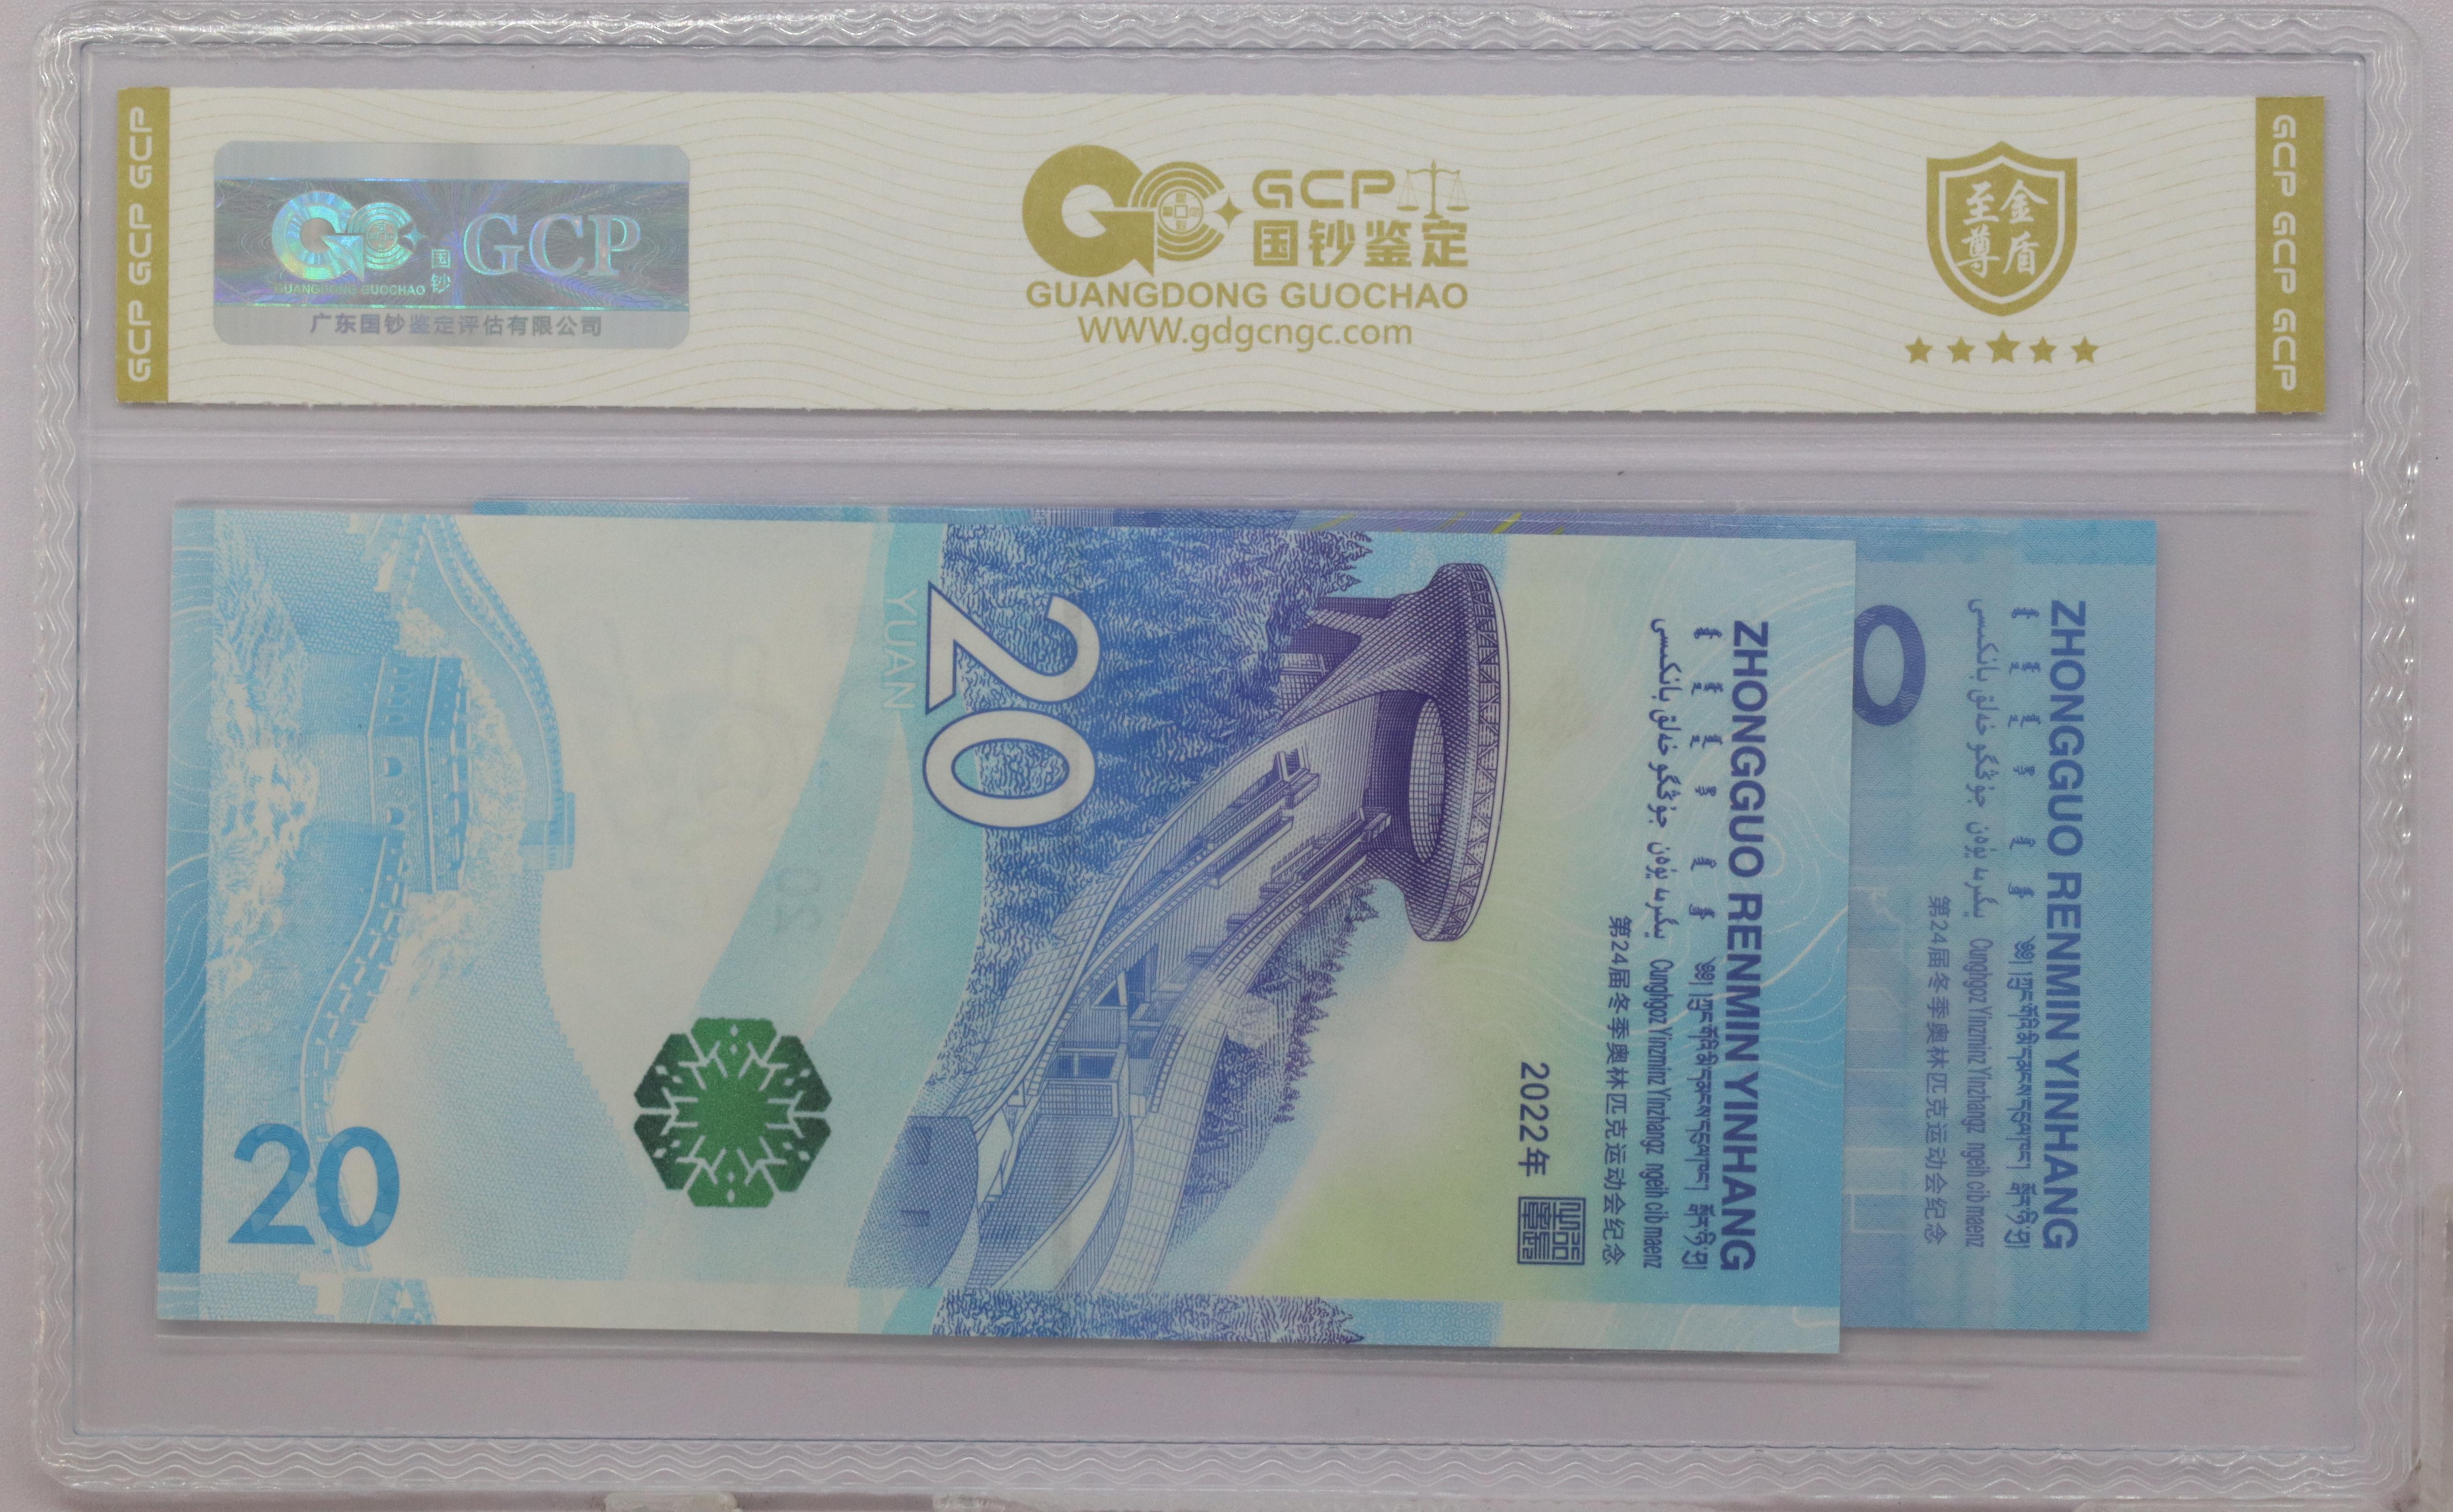 GCP GCP GCP
国钞
GCP
GUANGDONG GUOCHAO
广东国钞鉴定评估有限公司
GCP
国钞鉴定
GUANGDONG GUOCHAO
WWW.gdgcngc.com
至金
尊盾
GCP GCP GCP
ZHONGGUO RENMIN YINHANG
Cunghgoz Yinzminz Yinzhangz ngeih cib maenz
第24届冬季奥林匹克运动会纪念
2022年
20
YUAN
20
20
ZHONGGUO RENMIN YINHANG
Cunghgoz Yinzminz Yinzhangz ngeih cib maenz
第24届冬季奥林匹克运动会纪念
0